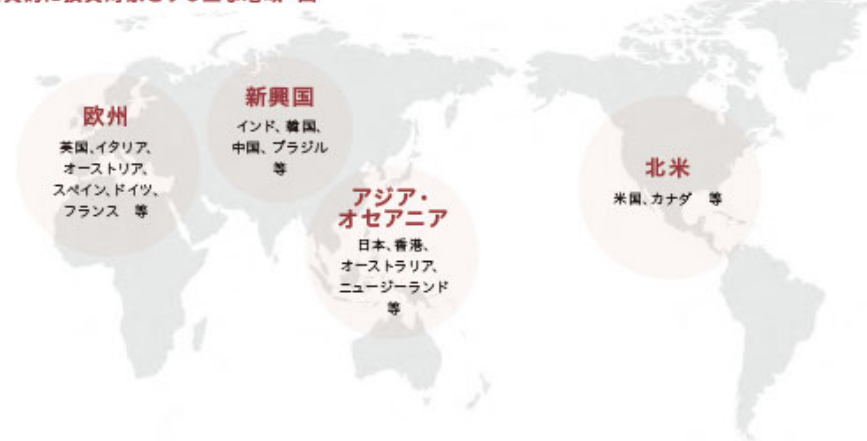 欧州
英国、イタリア、
オーストリア、
スペイン、ドイツ、
フランス 等
新興国
インド、韓国、
中国、ブラジル
等
アジア・
オセアニア
日本、香港、
オーストラリア、
ニュージーランド
等
北米
米国、カナダ 等